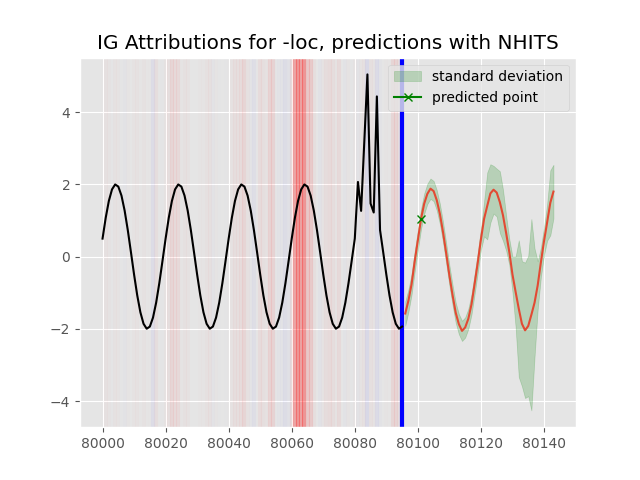 IG Attributions for -loc, predictions with NHITS
standard deviation
predicted point
4
2
0
−2
−4
80000 80020 80040 80060 80080 80100 80120 80140